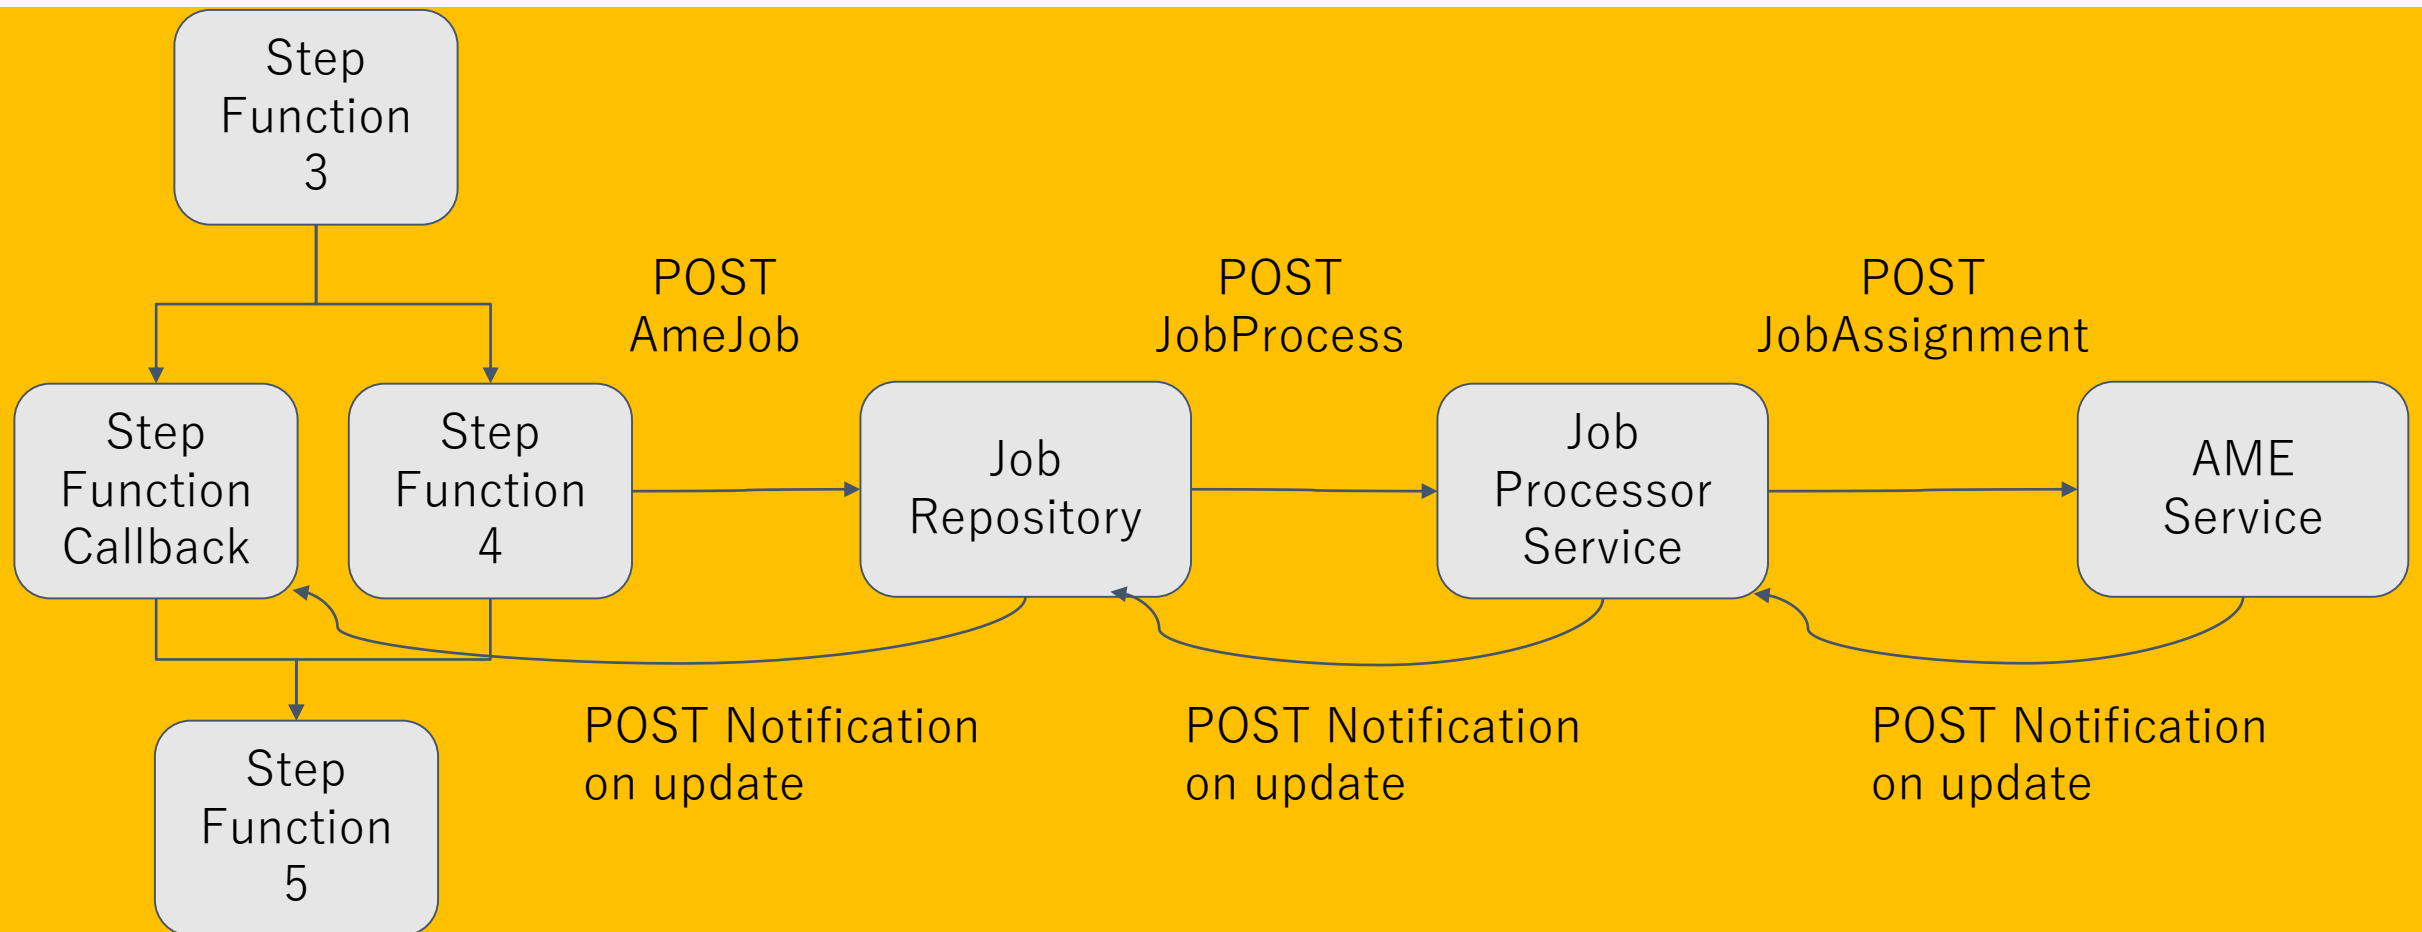 Step
Function
3
POST
AmeJob
POST
JobProcess
POST
JobAssignment
Step
Function
Callback
Step
Function
4
Job
Repository
Job
Processor
Service
AME
Service
POST Notification
on update
POST Notification
on update
POST Notification
on update
Step
Function
5